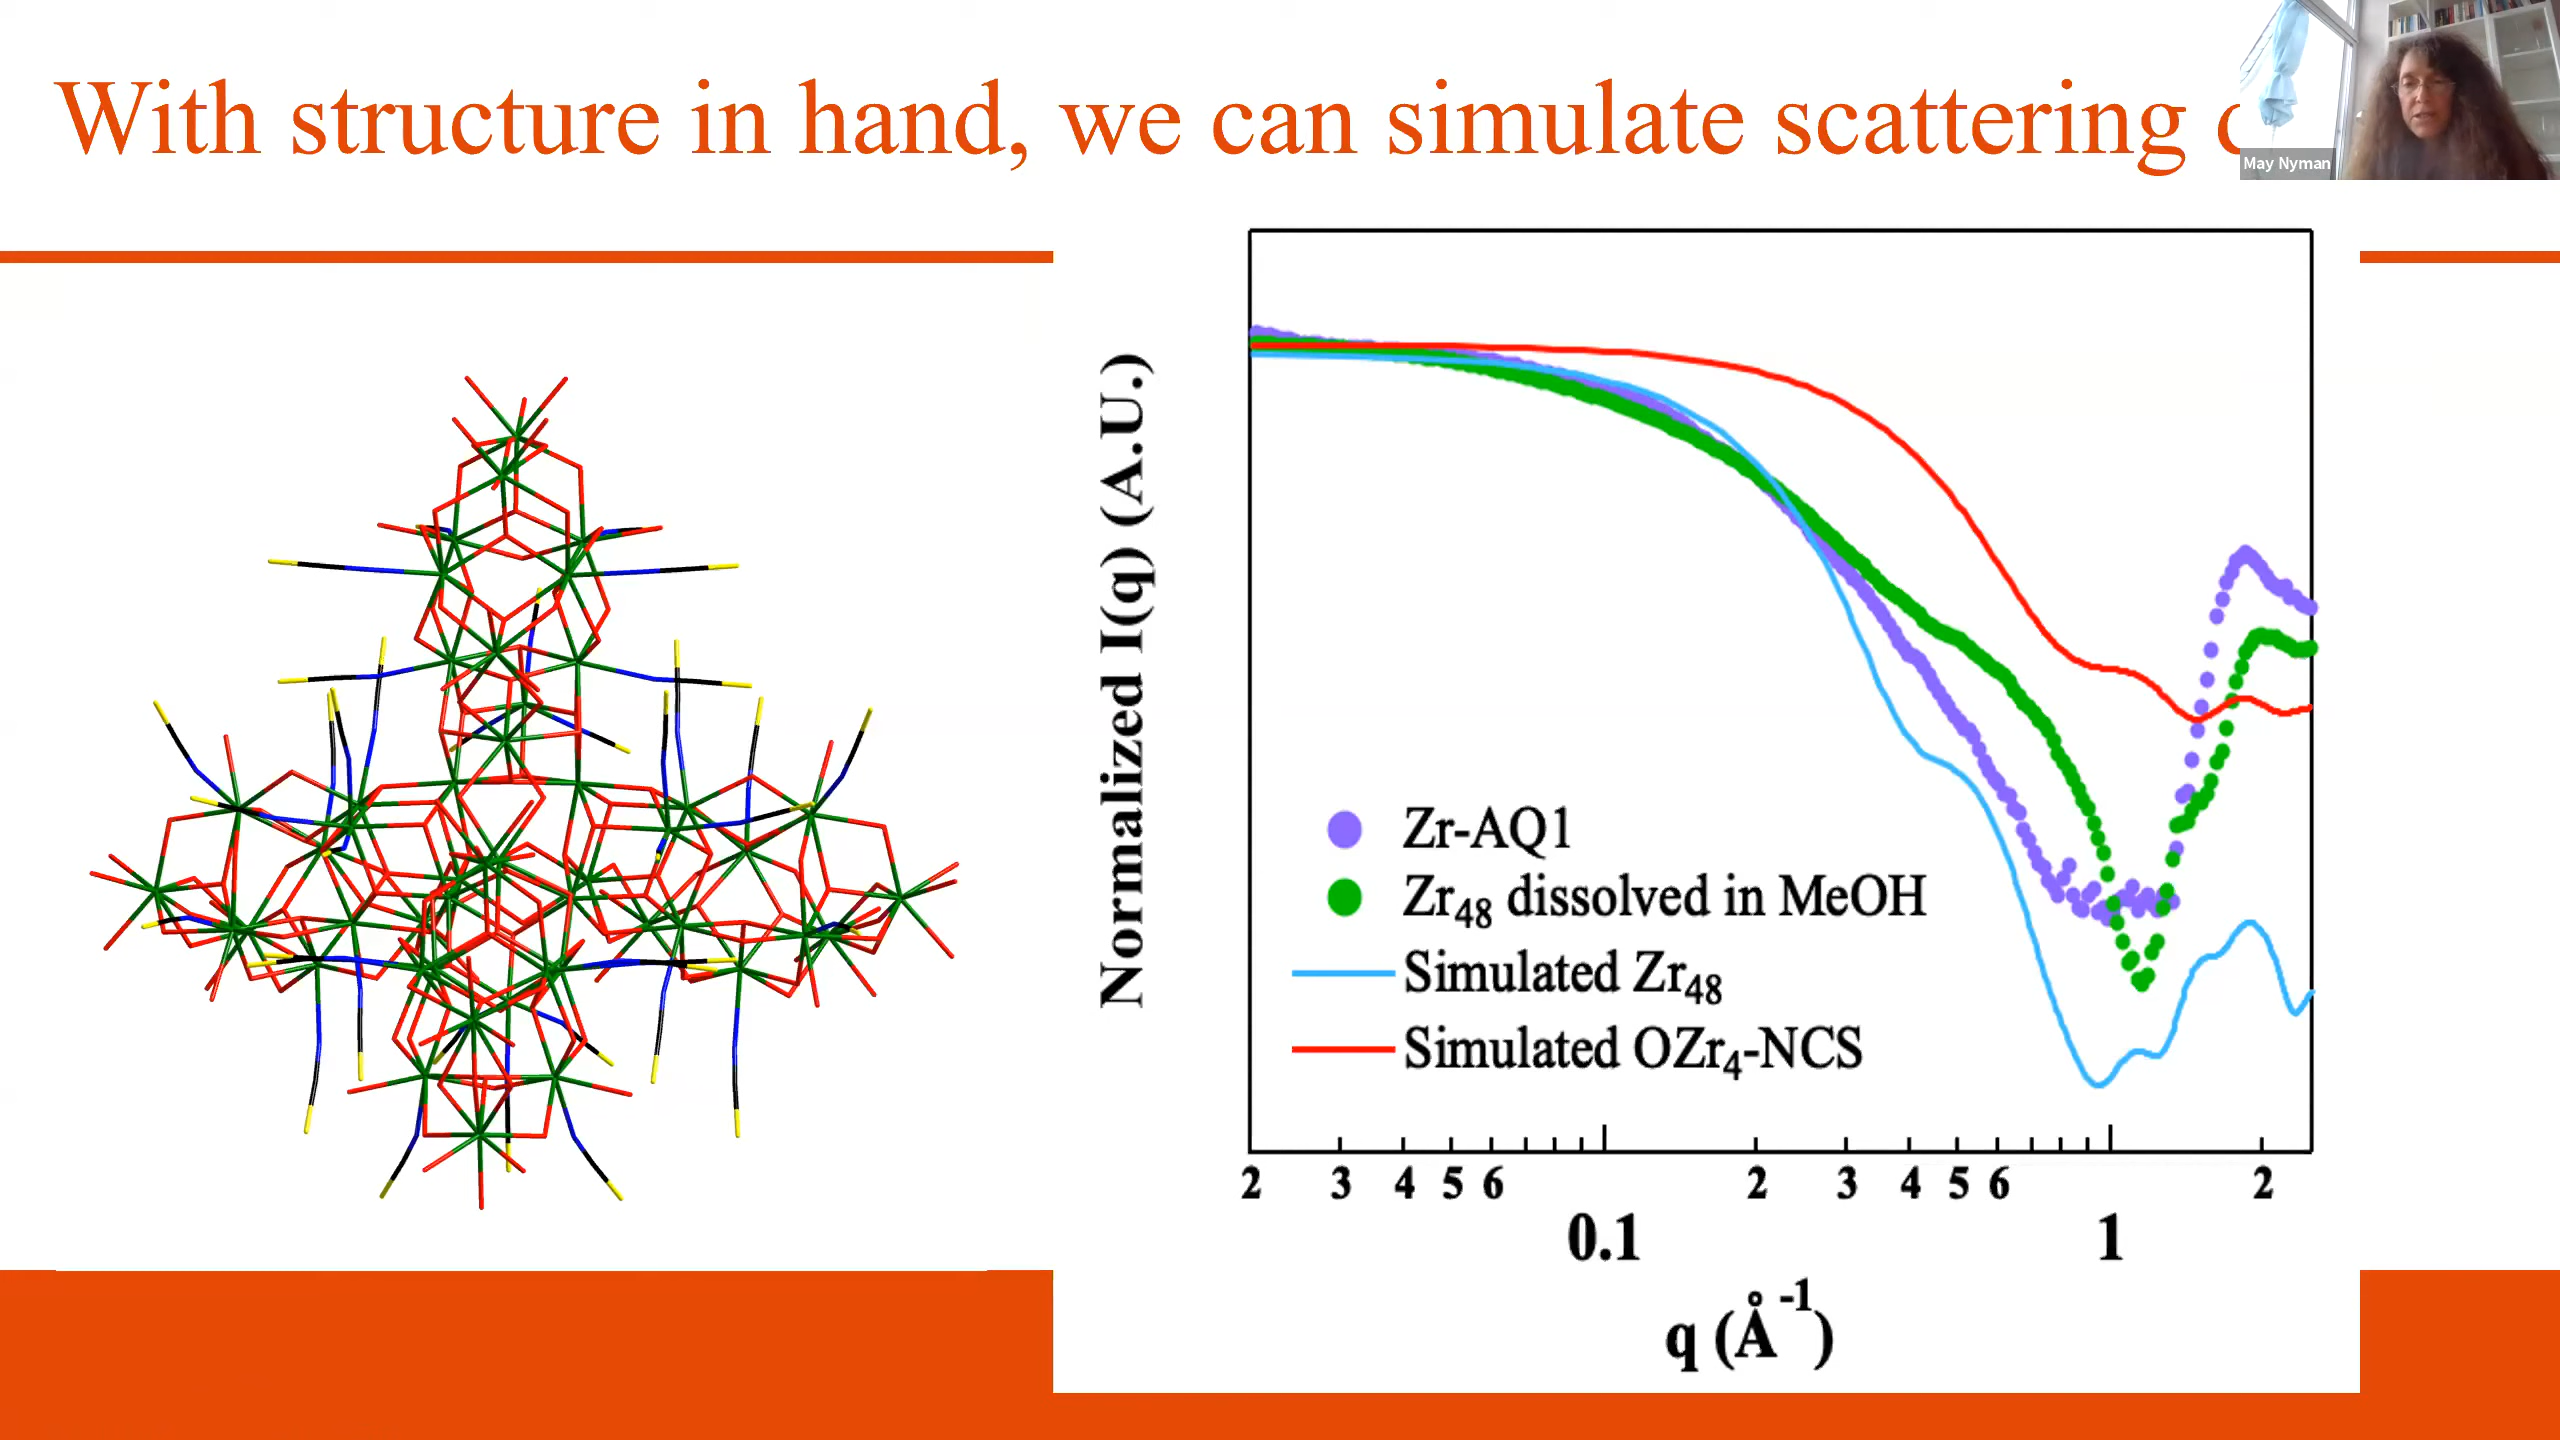 With structure in hand, we can simulate scattering
May Nyman
Normalized I(q) (A.U.)
Zr-AQ1
Zr48 dissolved in MeOH
Simulated Zr48
Simulated OZr4-NCS
2 3 4 5 6 2 3 4 5 6 2
0.1 1
q (Å-1)